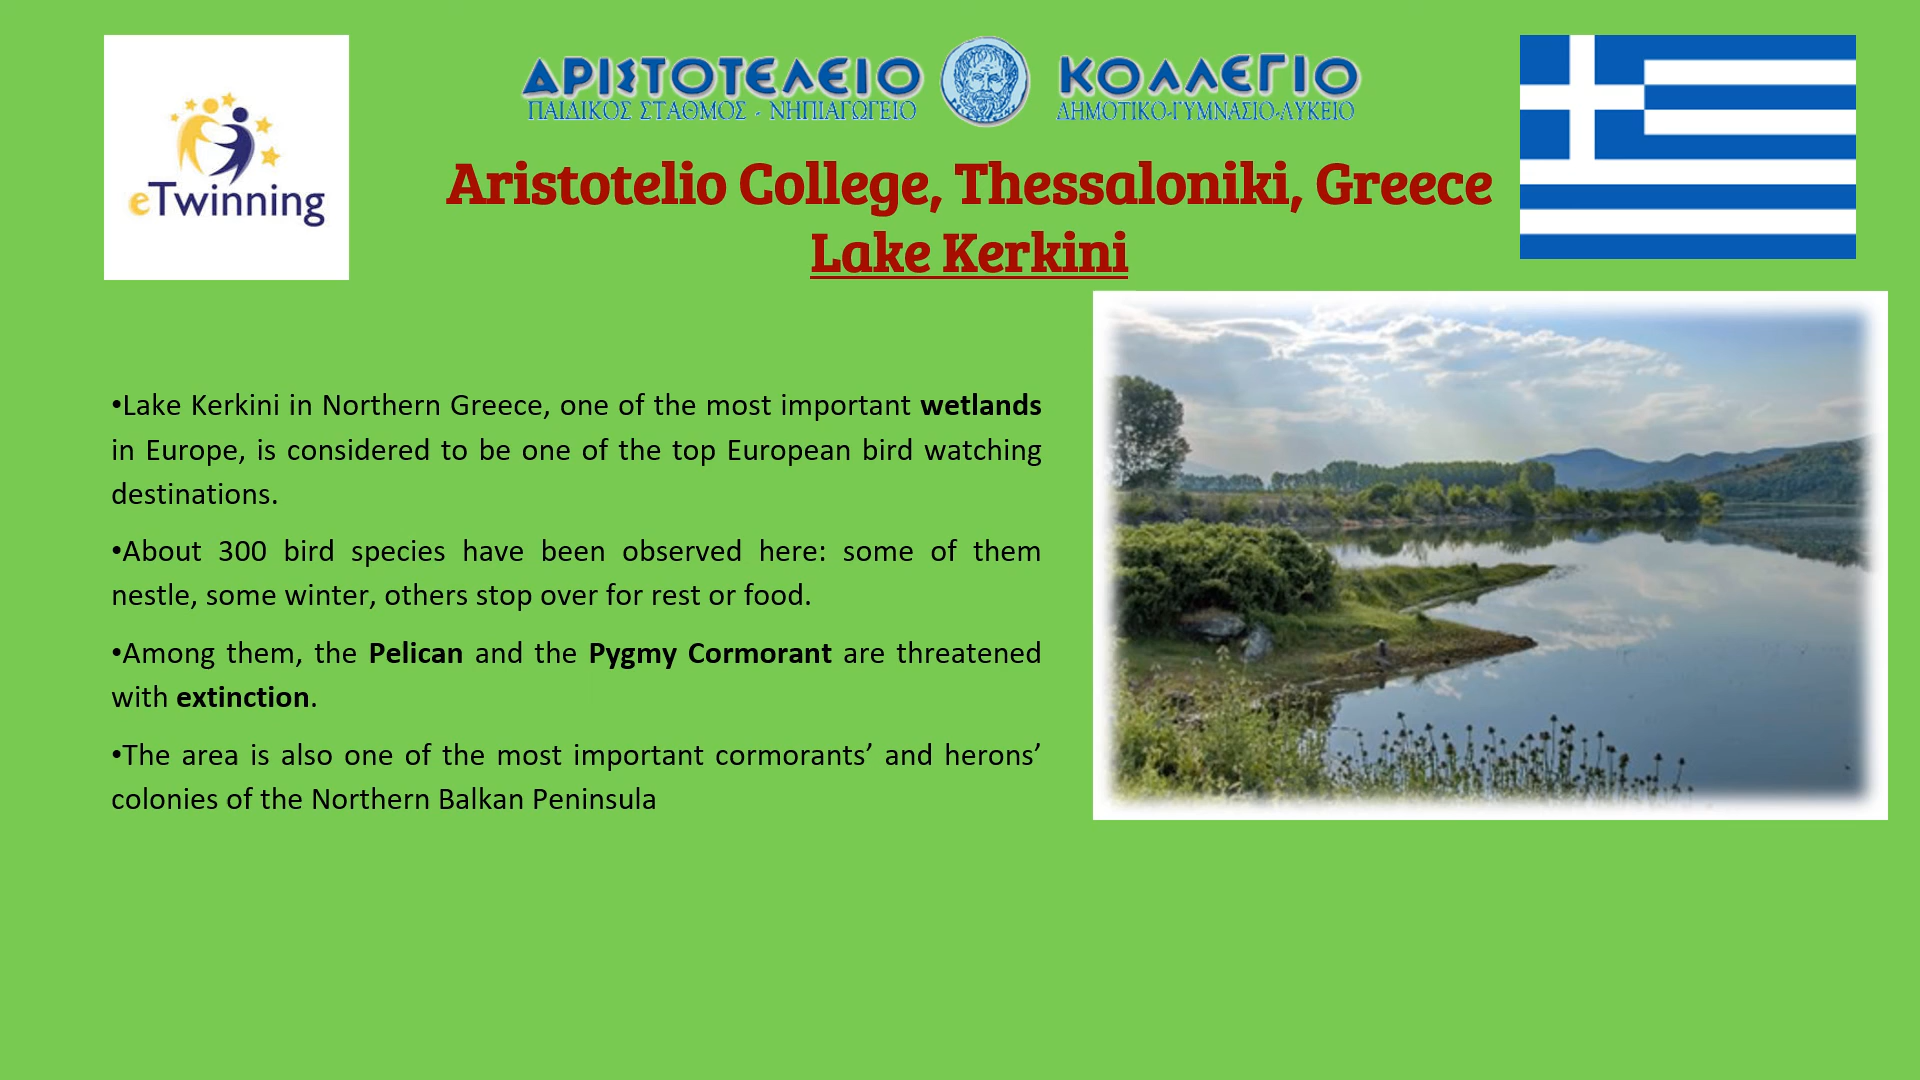 eTwinning
ΑΡΙΣΤΟΤΕΛΕΙΟ ΚΟΛΛΕΓΙΟ
ΠΑΙΔΙΚΟΣ ΣΤΑΘΜΟΣ - ΝΗΠΙΑΓΩΓΕΙΟ ΔΗΜΟΤΙΚΟ-ΓΥΜΝΑΣΙΟ-ΛΥΚΕΙΟ
Aristotelio College, Thessaloniki, Greece
Lake Kerkini
•Lake Kerkini in Northern Greece, one of the most important wetlands
in Europe, is considered to be one of the top European bird watching
destinations.
•About 300 bird species have been observed here: some of them
nestle, some winter, others stop over for rest or food.
•Among them, the Pelican and the Pygmy Cormorant are threatened
with extinction.
•The area is also one of the most important cormorants’ and herons’
colonies of the Northern Balkan Peninsula